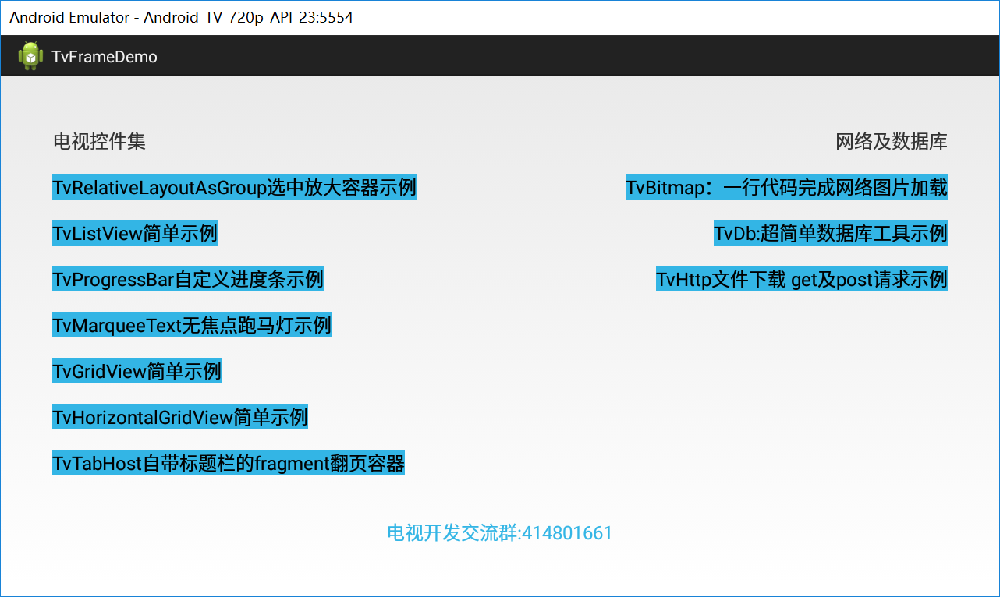 Android Emulator - Android_TV_720p_API_23:5554
TvFrameDemo
电视控件集
TvRelativeLayoutAsGroup选中放大容器示例
TvListView简单示例
TvProgressBar自定义进度条示例
TvMarqueeText无焦点跑马灯示例
TvGridView简单示例
TvHorizontalGridView简单示例
TvTabHost自带标题栏的fragment翻页容器
网络及数据库
TvBitmap：一行代码完成网络图片加载
TvDb:超简单数据库工具示例
TvHttp文件下载 get及post请求示例
电视开发交流群:414801661